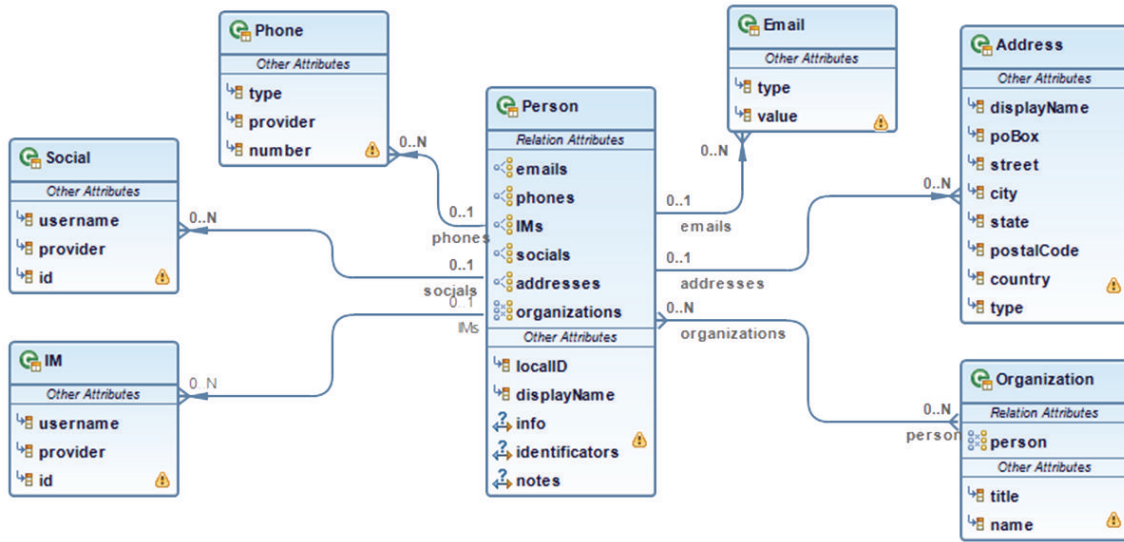 Phone
Other Attributes
type
provider
number
0..N
Email
Other Attributes
type
value
0..N
Address
Other Attributes
displayName
poBox
street
city
state
postalCode
country
type
0..N
Social
Other Attributes
username
provider
id
0..N
Person
Relation Attributes
emails
phones
IMs
socials
addresses
organizations
Other Attributes
localID
displayName
info
identificators
notes
0..1
phones
0..1
socials
0..1
IMs
0..1
emails
0..1
addresses
0..N
organizations
IM
Other Attributes
username
provider
id
0..N
Organization
Relation Attributes
person
Other Attributes
title
name
0..N
person